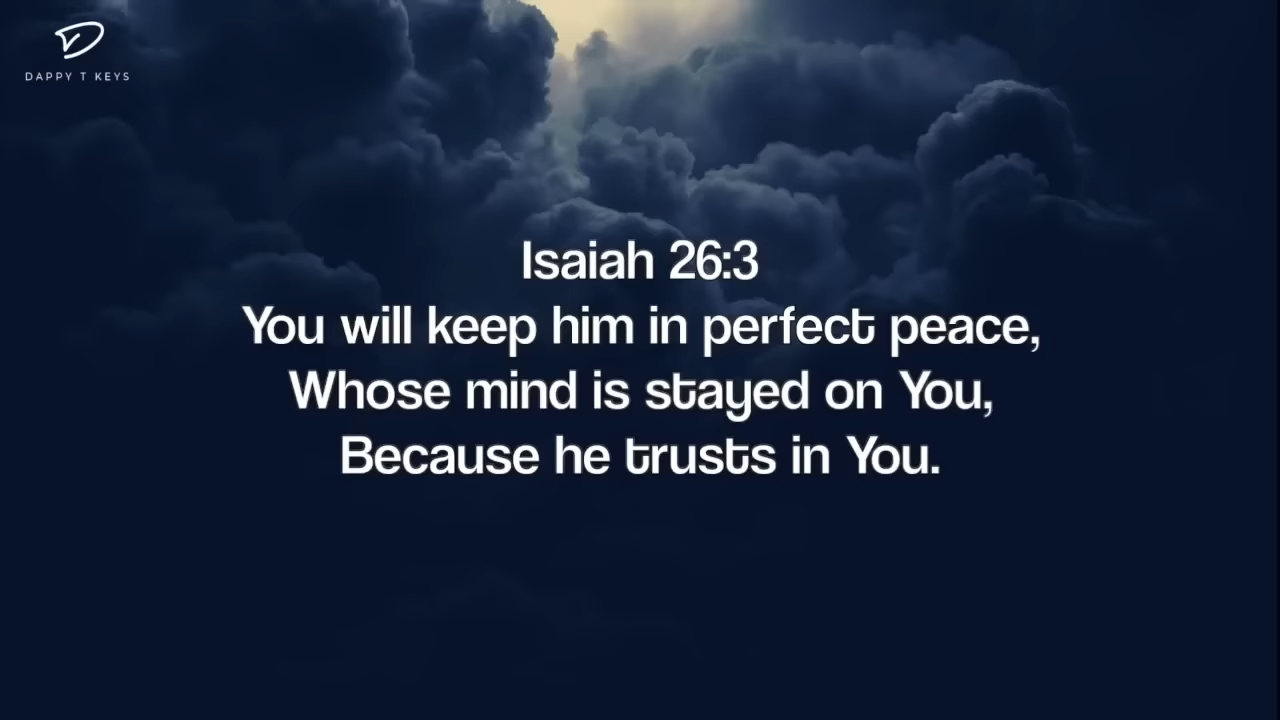 DAPPY T KEYS
Isaiah 26:3
You will keep him in perfect peace,
Whose mind is stayed on You,
Because he trusts in You.